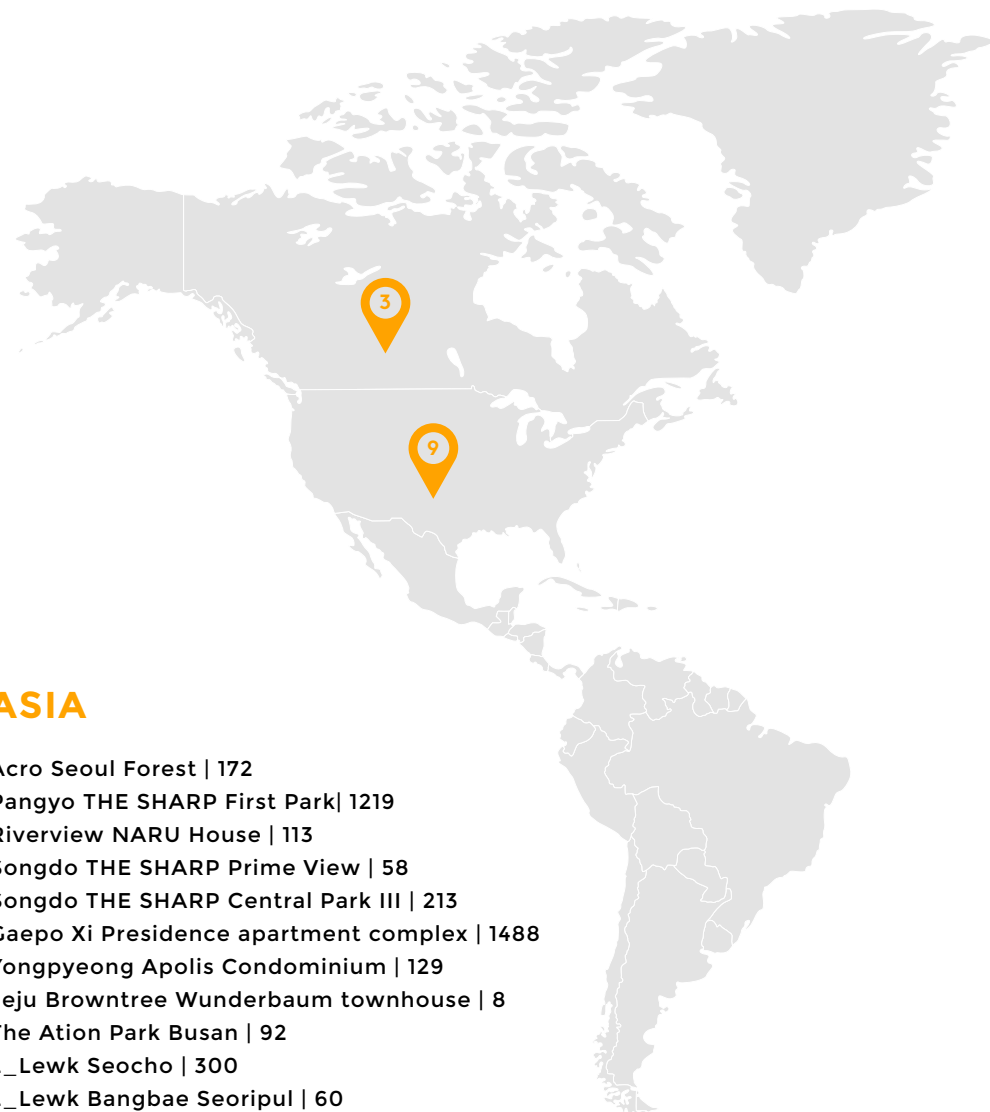 3
9
ASIA
Acro Seoul Forest | 172
Pangyo THE SHARP First Park| 1219
Riverview NARU House | 113
Songdo THE SHARP Prime View | 58
Songdo THE SHARP Central Park III | 213
Gaepo Xi Presidence apartment complex | 1488
Yongpyeong Apolis Condominium | 129
Jeju Browntree Wunderbaum townhouse | 8
The Ation Park Busan | 92
_Lewk Seocho | 300
_Lewk Bangbae Seoripul | 60